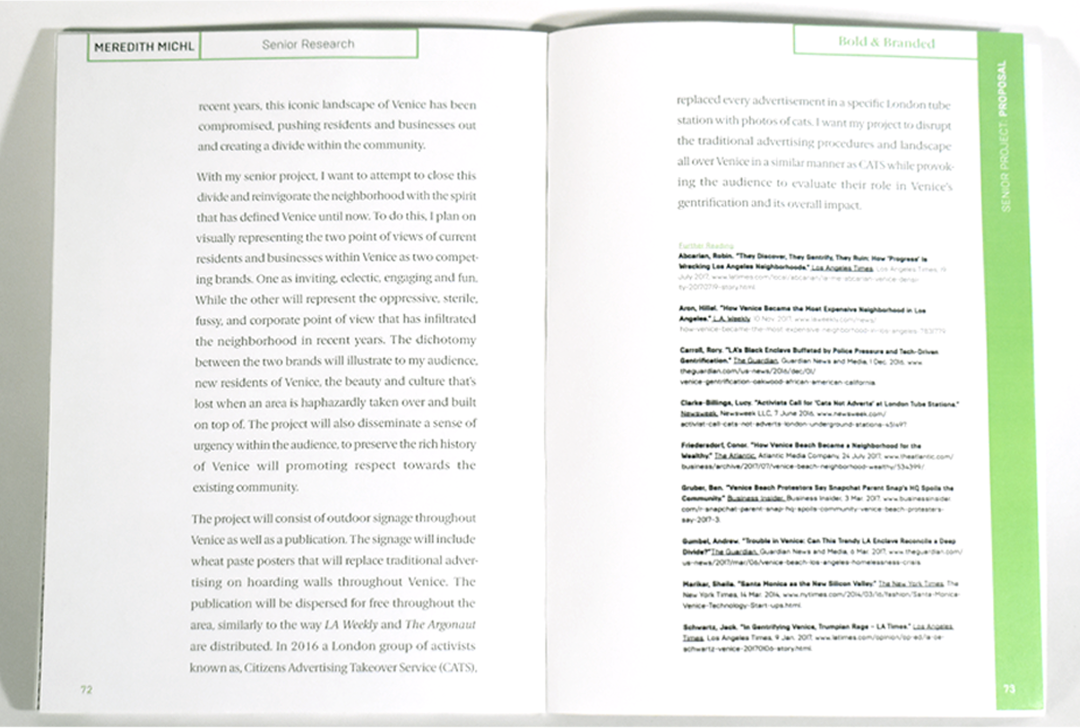 MEREDITH MICHL
Senior Research
recent years, this iconic landscape of Venice has been
compromised, pushing residents and businesses out
and creating a divide within the community.
With my senior project, I want to attempt to close this
divide and reinvigorate the neighborhood with the spirit
that has defined Venice until now. To do this, I plan on
visually representing the two point of views of current
residents and businesses within Venice as two compet-
ing brands. One as inviting, eclectic, engaging and fun,
While the other will represent the oppressive, sterile,
fussy, and corporate point of view that has infiltrated
the neighborhood in recent years. The dichotomy
between the two brands will illustrate to my audience,
new residents of Venice, the beauty and culture that's
lost when an area is haphazardly taken over and built
on top of. The project will also disseminate a sense of
urgency within the audience, to preserve the rich history
of Venice will promoting respect towards the
existing community.
The project will consist of outdoor signage throughout
Venice as well as a publication. The signage will include
wheat paste posters that will replace traditional adver-
tising on hoarding walls throughout Venice. The
publication will be dispersed for free throughout the
area, similarly to the way LA Weekly and The Argonaut
are distributed. In 2016 a London group of activists
known as, Citizens Advertising Takeover Service (CATS),
72
Bold & Branded
SENIOR PROJECT: PROPOSAL
replaced every advertisement in a specific London tube
station with photos of cats. I want my project to disrupt
the traditional advertising procedures and landscape
all over Venice in a similar manner as CATS while provok-
ing the audience to evaluate their role in Venice's
gentrification and its overall impact.
Further Reading
Abcarian, Robin. "They Discover, They Gentrify, They Ruin: How 'Progress' Is
Wrecking Los Angeles Neighborhoods." Los Angeles Times, Los Angeles Times, 19
July 2017, www.latimes.com/local/abcarian/la-me-abcarian-venice-densi-
ty-20170719-story.html.
Aron, Hillel. "How Venice Became the Most Expensive Neighborhood in Los
Angeles." L.A. Weekly, 10 Nov. 2017, www.laweekly.com/news/
how-venice-became-the-most-expensive-neighborhood-in-los-angeles-
Carroll, Rory. "LA's Black Enclave Buffeted by Police Pressure and Tech-Driven
Gentrification." The Guardian, Guardian News and Media, 1 Dec. 2016, www.
theguardian.com/us-news/2016/dec/01/
venice-gentrification-oakwood-african-american-california.
Clarke-Billings, Lucy. "Activists Call for 'Cats Not Adverts' at London Tube Stations."
Newsweek, Newsweek LLC, 7 June 2016, www.newsweek.com/
activist-call-cats-not-adverts-london-underground-stations-451497.
Friedersdorf, Conor. "How Venice Beach Became a Neighborhood for the
Wealthy." The Atlantic, Atlantic Media Company, 24 July 2017, www.theatlantic.com/
business/archive/2017/07/venice-beach-neighborhood-wealthy/534399/
Gruber, Ben. "Venice Beach Protesters Say Snapchat Parent Snap's HQ Spoils the
Community." Business Insider, Business Insider, 3 Mar. 2017, www.businessinsider.
com/r-snapchat-parent-snap-hq-spoils-community-venice-beach-protesters-
say-2017-3.
Gumbel, Andrew. "Trouble in Venice: Can This Trendy LA Enclave Reconcile a Deep
Divide?" The Guardian, Guardian News and Media, 6 Mar. 2017, www.theguardian.com/
us-news/2017/mar/06/venice-beach-los-angeles-homelessness-crisis.
Marikar, Sheila. "Santa Monica as the New Silicon Valley." The New York Times, The
New York Times, 14 Mar. 2014, www.nytimes.com/2014/03/16/fashion/Santa-Monica-
Venice-Technology-Start-ups.html.
Schwartz, Jack. "In Gentrifying Venice, Trumpian Rage - LA Times." Los Angeles
Times, Los Angeles Times, 9 Jan. 2017, www.latimes.com/opinion/op-ed/la-oe-
schwartz-venice-20170106-story.html.
73